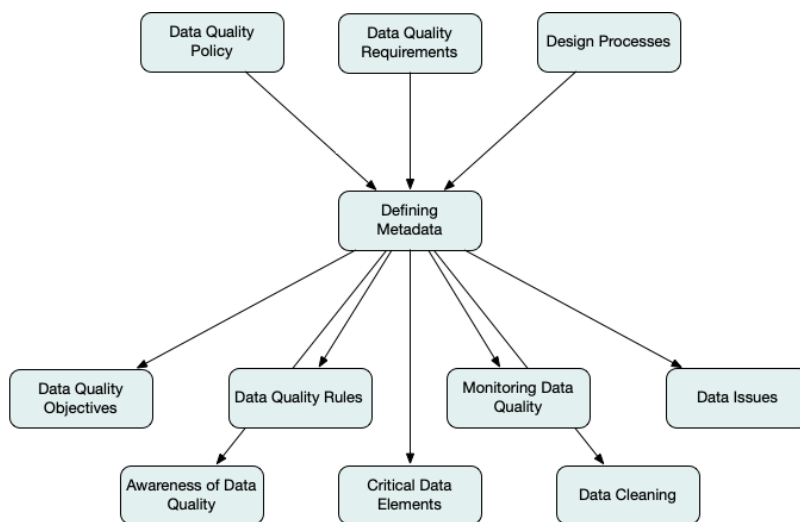 Data Quality
Policy
Data Quality
Requirements
Design Processes
Defining
Metadata
Data Quality
Objectives
Data Quality Rules
Monitoring Data
Quality
Data Issues
Awareness of Data
Quality
Critical Data
Elements
Data Cleaning